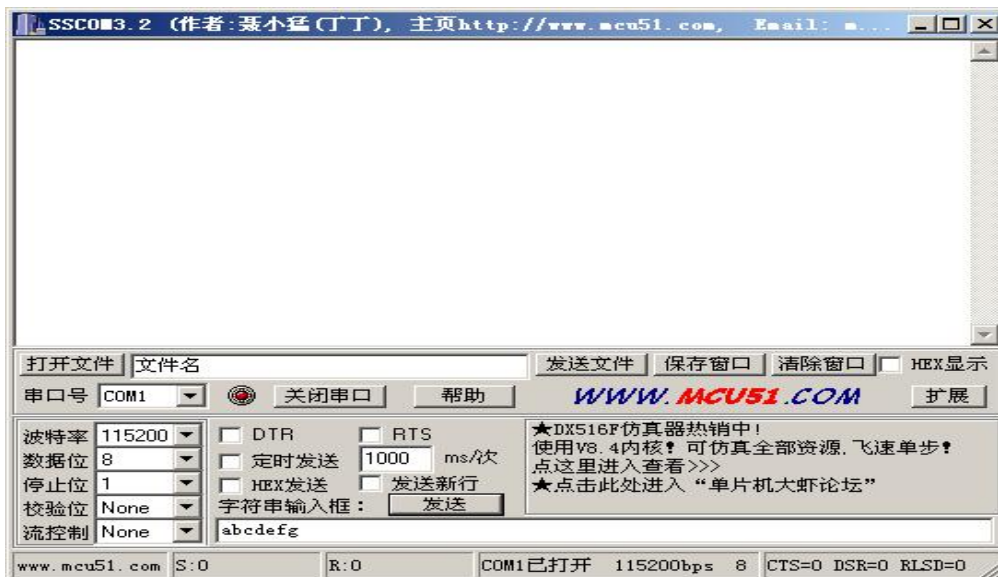 SSCOM3.2 (作者:聂小猛(丁丁), 主页http://www.mcu51.com, Email: m...
打开文件 文件名 发送文件 保存窗口 清除窗口 HEX显示
串口号 COM1 关闭串口 帮助 WWW.MCU51.COM 扩展
波特率 115200 DTR RTS ★DX516F仿真器热销中!
使用V8.4内核! 可仿真全部资源,飞速单步!
数据位 8 定时发送 1000 ms/次 点这里进入查看>>>
停止位 1 HEX发送 发送新行 ★点击此处进入“单片机大虾论坛”
校验位 None 字符串输入框: 发送
流控制 None abcdefg
www.mcu51.com S:0 R:0 COM1已打开 115200bps 8 CTS=0 DSR=0 RLSD=0